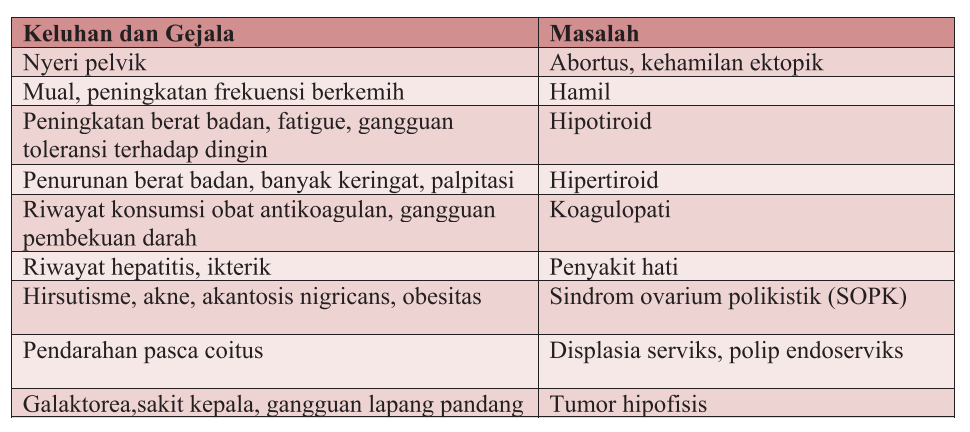 Keluhan dan Gejala Masalah
Nyeri pelvik Abortus, kehamilan ektopik
Mual, peningkatan frekuensi berkemih Hamil
Peningkatan berat badan, fatigue, gangguan Hipotiroid
toleransi terhadap dingin
Penurunan berat badan, banyak keringat, palpitasi Hipertiroid
Riwayat konsumsi obat antikoagulan, gangguan Koagulopati
pembekuan darah
Riwayat hepatitis, ikterik Penyakit hati
Hirsutisme, akne, akantosis nigricans, obesitas Sindrom ovarium polikistik (SOPK)
Pendarahan pasca coitus Displasia serviks, polip endoserviks
Galaktorea,sakit kepala, gangguan lapang pandang Tumor hipofisis